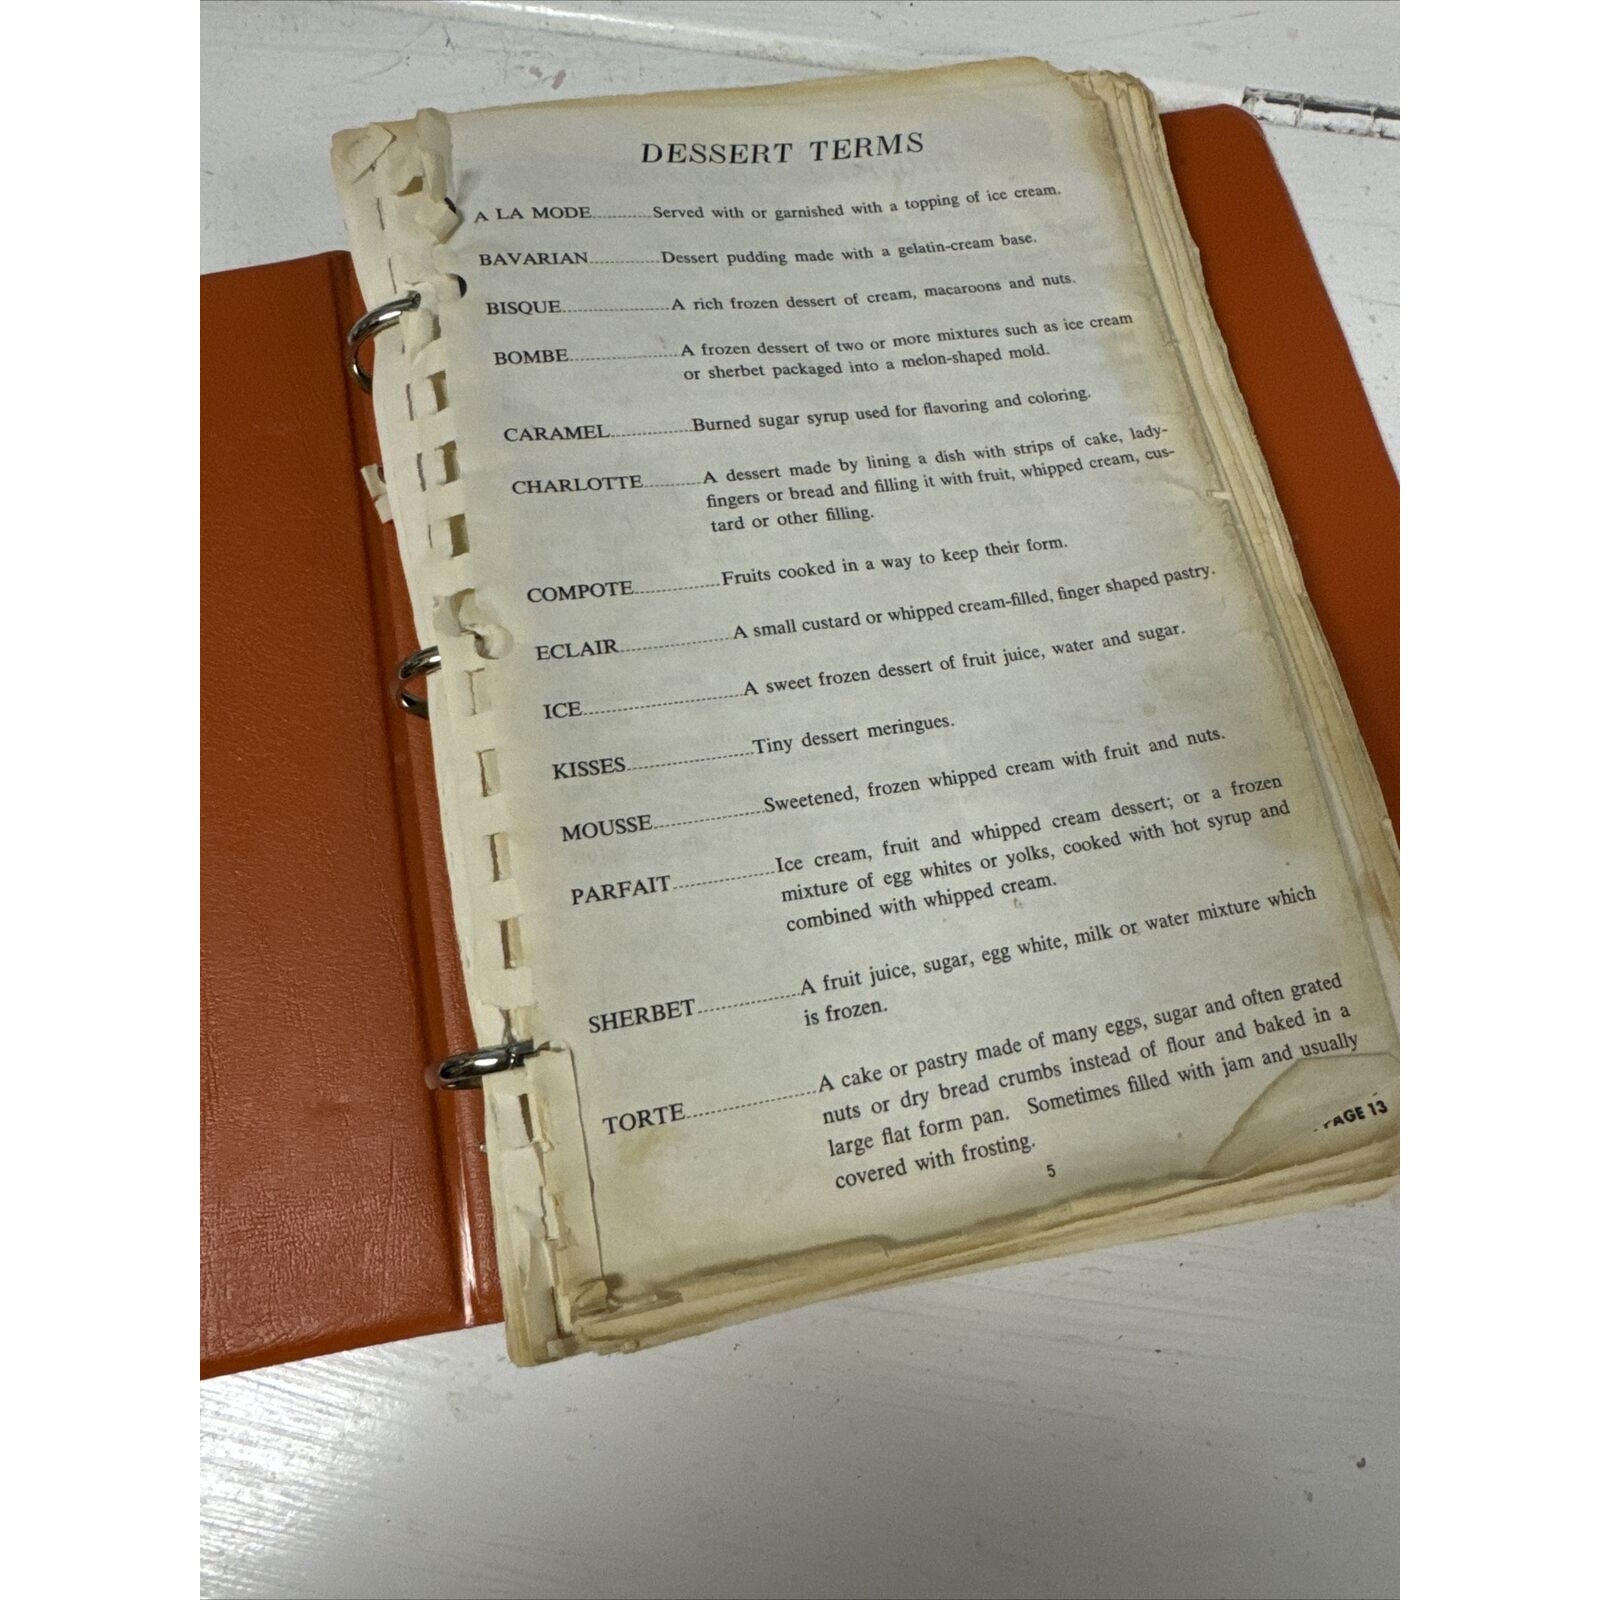 DESSERT TERMS
A LA MODE............Served with or garnished with a topping of ice cream.
BAVARIAN..............Dessert pudding made with a gelatin-cream base.
BISQUE.....................A rich frozen dessert of cream, macaroons and nuts.
BOMBE......................A frozen dessert of two or more mixtures such as ice cream
or sherbet packaged into a melon-shaped mold.
CARAMEL................Burned sugar syrup used for flavoring and coloring.
CHARLOTTE............A dessert made by lining a dish with strips of cake, lady-
fingers or bread and filling it with fruit, whipped cream, cus-
tard or other filling.
COMPOTE.................Fruits cooked in a way to keep their form.
ECLAIR......................A small custard or whipped cream-filled, finger shaped pastry.
ICE................................A sweet frozen dessert of fruit juice, water and sugar.
KISSES.........................Tiny dessert meringues.
MOUSSE......................Sweetened, frozen whipped cream with fruit and nuts.
PARFAIT....................Ice cream, fruit and whipped cream dessert; or a frozen
mixture of egg whites or yolks, cooked with hot syrup and
combined with whipped cream.
SHERBET....................A fruit juice, sugar, egg white, milk or water mixture which
is frozen.
TORTE.........................A cake or pastry made of many eggs, sugar and often grated
nuts or dry bread crumbs instead of flour and baked in a
large flat form pan. Sometimes filled with jam and usually
covered with frosting.
5
PAGE 13